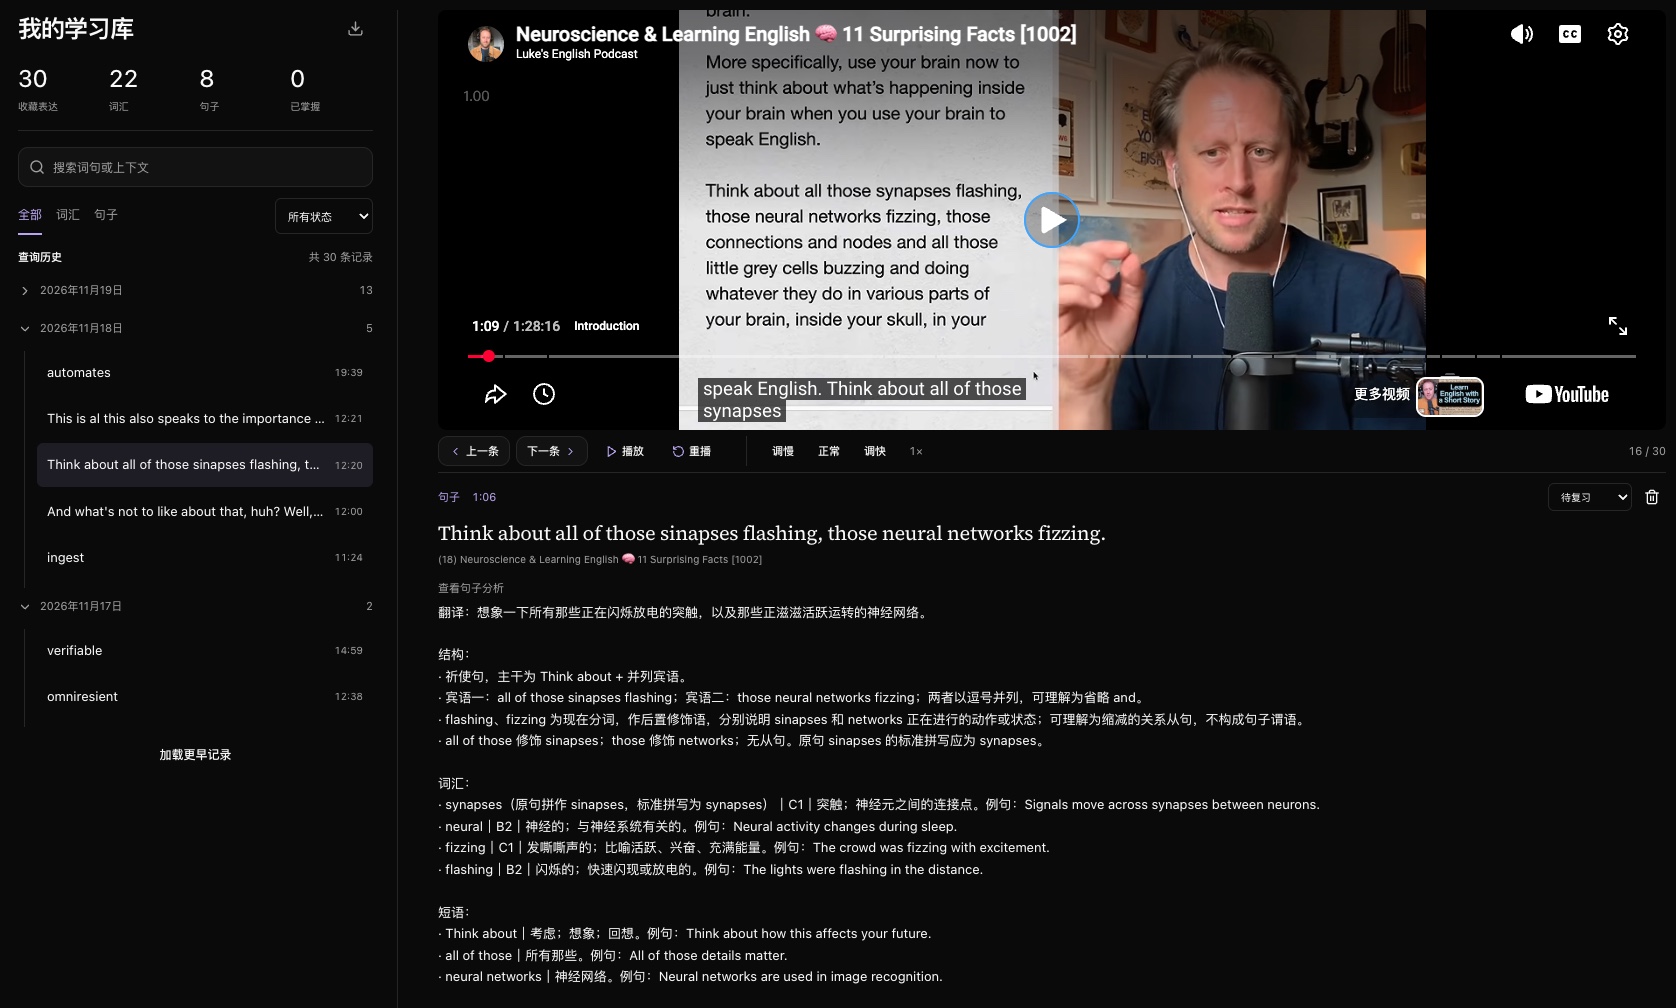 我的学习库
30
收藏表达
22
词汇
8
句子
0
已掌握
搜索词句或上下文
全部
词汇
句子
所有状态
查询历史
共 30 条记录
2026年11月19日
13
2026年11月18日
5
automates
19:39
This is al this also speaks to the importance ...
12:21
Think about all of those sinapses flashing, t...
12:20
And what's not to like about that, huh? Well,...
12:00
ingest
11:24
2026年11月17日
2
verifiable
14:59
omniresient
12:38
加载更早记录
brain.
Neuroscience & Learning English 🧠 11 Surprising Facts [1002]
Luke's English Podcast
CC
1.00
More specifically, use your brain now to
just think about what's happening inside
your brain when you use your brain to
speak English.
Think about all those synapses flashing,
those neural networks fizzing, those
connections and nodes and all those
little grey cells buzzing and doing
whatever they do in various parts of
your brain, inside your skull, in your
1:09 / 1:28:16 Introduction
speak English. Think about all of those
synapses
更多视频
Learn
English with
a Short Story
YouTube
上一条
下一条
播放
重播
调慢
正常
调快
1×
16 / 30
句子 1:06
待复习
Think about all of those sinapses flashing, those neural networks fizzing.
(18) Neuroscience & Learning English 🧠 11 Surprising Facts [1002]
查看句子分析
翻译：想象一下所有那些正在闪烁放电的突触，以及那些正滋滋活跃运转的神经网络。
结构：
· 祈使句，主干为 Think about + 并列宾语。
· 宾语一：all of those sinapses flashing；宾语二：those neural networks fizzing；两者以逗号并列，可理解为省略 and。
· flashing、fizzing 为现在分词，作后置修饰语，分别说明 sinapses 和 networks 正在进行的动作或状态；可理解为缩减的关系从句，不构成句子谓语。
· all of those 修饰 sinapses；those 修饰 networks；无从句。原句 sinapses 的标准拼写应为 synapses。
词汇：
· synapses（原句拼作 sinapses，标准拼写为 synapses）｜C1｜突触；神经元之间的连接点。例句：Signals move across synapses between neurons.
· neural｜B2｜神经的；与神经系统有关的。例句：Neural activity changes during sleep.
· fizzing｜C1｜发嘶嘶声的；比喻活跃、兴奋、充满能量。例句：The crowd was fizzing with excitement.
· flashing｜B2｜闪烁的；快速闪现或放电的。例句：The lights were flashing in the distance.
短语：
· Think about｜考虑；想象；回想。例句：Think about how this affects your future.
· all of those｜所有那些。例句：All of those details matter.
· neural networks｜神经网络。例句：Neural networks are used in image recognition.